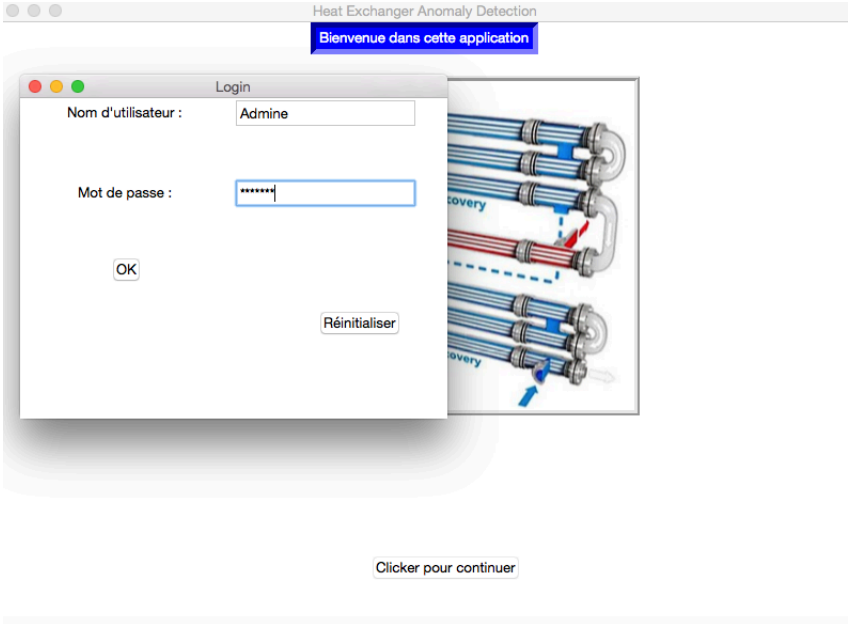 Heat Exchanger Anomaly Detection
Bienvenue dans cette application
Login
Nom d'utilisateur :
Admine
Mot de passe :
*******
OK
Réinitialiser
covery
covery
Clicker pour continuer